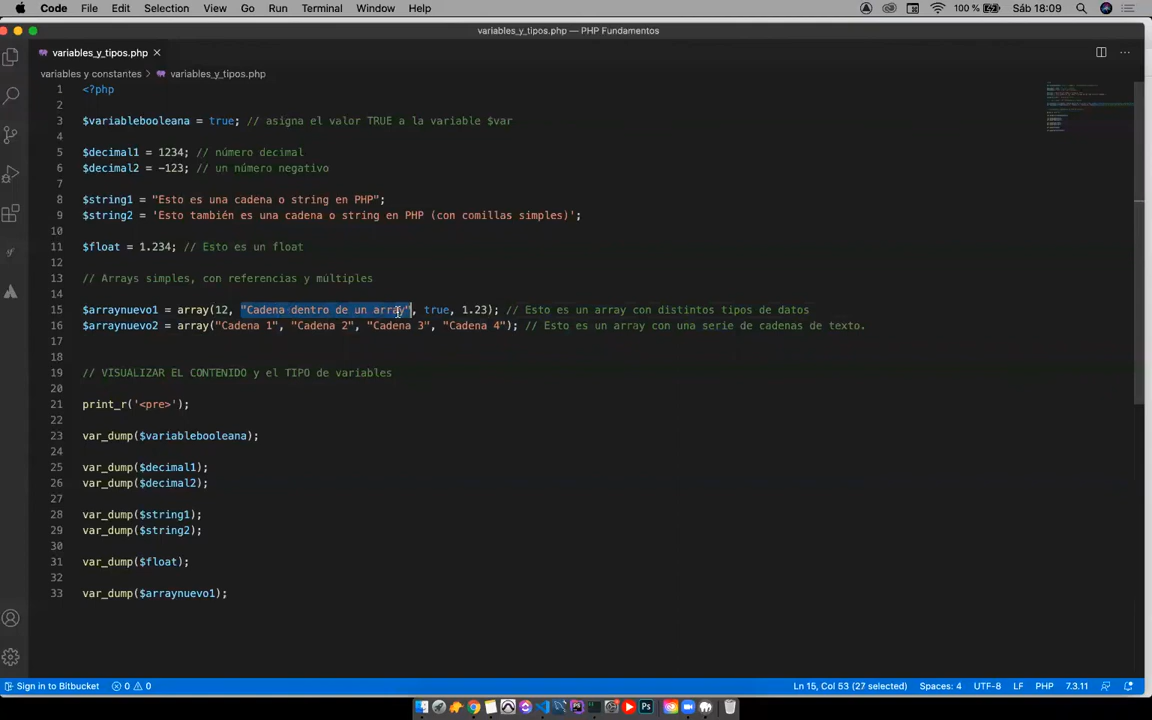 Code File Edit Selection View Go Run Terminal Window Help 100 % Sáb 18:09
variables_y_tipos.php — PHP Fundamentos
variables_y_tipos.php
variables y constantes > variables_y_tipos.php
1 <?php
2
3 $variablebooleana = true; // asigna el valor TRUE a la variable $var
4
5 $decimal1 = 1234; // número decimal
6 $decimal2 = -123; // un número negativo
7
8 $string1 = "Esto es una cadena o string en PHP";
9 $string2 = 'Esto también es una cadena o string en PHP (con comillas simples)';
10
11 $float = 1.234; // Esto es un float
12
13 // Arrays simples, con referencias y múltiples
14
15 $arraynuevo1 = array(12, "Cadena dentro de un array", true, 1.23); // Esto es un array con distintos tipos de datos
16 $arraynuevo2 = array("Cadena 1", "Cadena 2", "Cadena 3", "Cadena 4"); // Esto es un array con una serie de cadenas de texto.
17
18
19 // VISUALIZAR EL CONTENIDO y el TIPO de variables
20
21 print_r('<pre>');
22
23 var_dump($variablebooleana);
24
25 var_dump($decimal1);
26 var_dump($decimal2);
27
28 var_dump($string1);
29 var_dump($string2);
30
31 var_dump($float);
32
33 var_dump($arraynuevo1);
Sign in to Bitbucket 0 0 Ln 15, Col 53 (27 selected) Spaces: 4 UTF-8 LF PHP 7.3.11
Ps